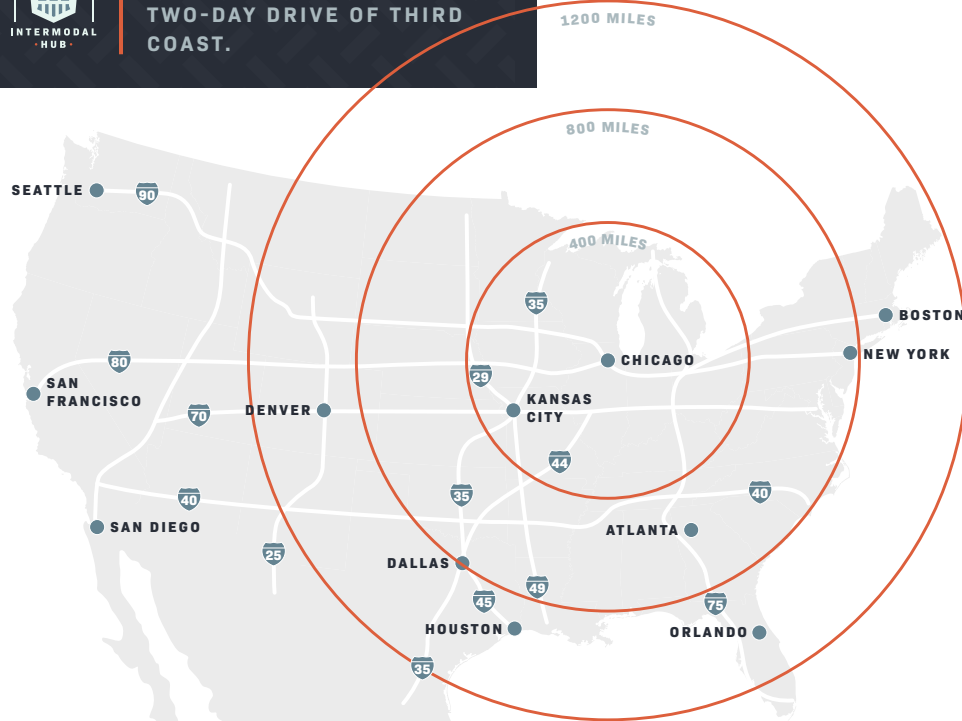 INTERMODAL
·HUB·
TWO-DAY DRIVE OF THIRD
COAST.
1200 MILES
800 MILES
400 MILES
SEATTLE
90
35
BOSTON
80
CHICAGO
NEW YORK
29
SAN
FRANCISCO
70
DENVER
KANSAS
CITY
44
35
40
40
SAN DIEGO
ATLANTA
25
DALLAS
49
45
75
HOUSTON
ORLANDO
35